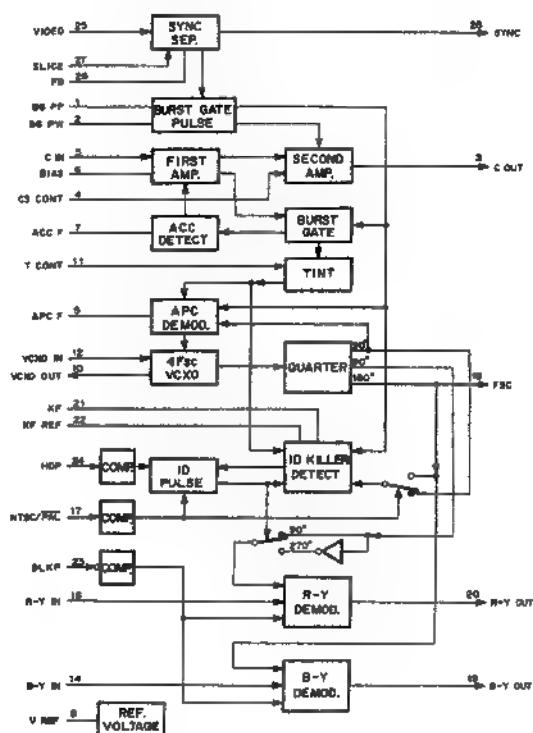 VIDEO 25
SYNC SEP.
28 SYNC
SLICE 27
FB 26
BG PP 1
BG PW 2
BURST GATE PULSE
C IN 5
BIAS 6
FIRST AMP.
SECOND AMP.
3 C OUT
CS CONT 4
ACC F 7
ACC DETECT
BURST GATE
T CONT 11
TINT
APC F 9
APC DEMOD.
VCXO IN 12
VCXO OUT 10
4FSC VCXO
QUARTER
0°
90°
180°
FSC
KF 21
KF REF 22
HDP 24
COMP.
ID PULSE
ID KILLER DETECT
NTSC/PAL 17
COMP.
90°
270°
BLKP 23
COMP.
R-Y IN 15
R-Y DEMOD.
20 R-Y OUT
B-Y IN 14
B-Y DEMOD.
19 B-Y OUT
V REF 8
REF. VOLTAGE